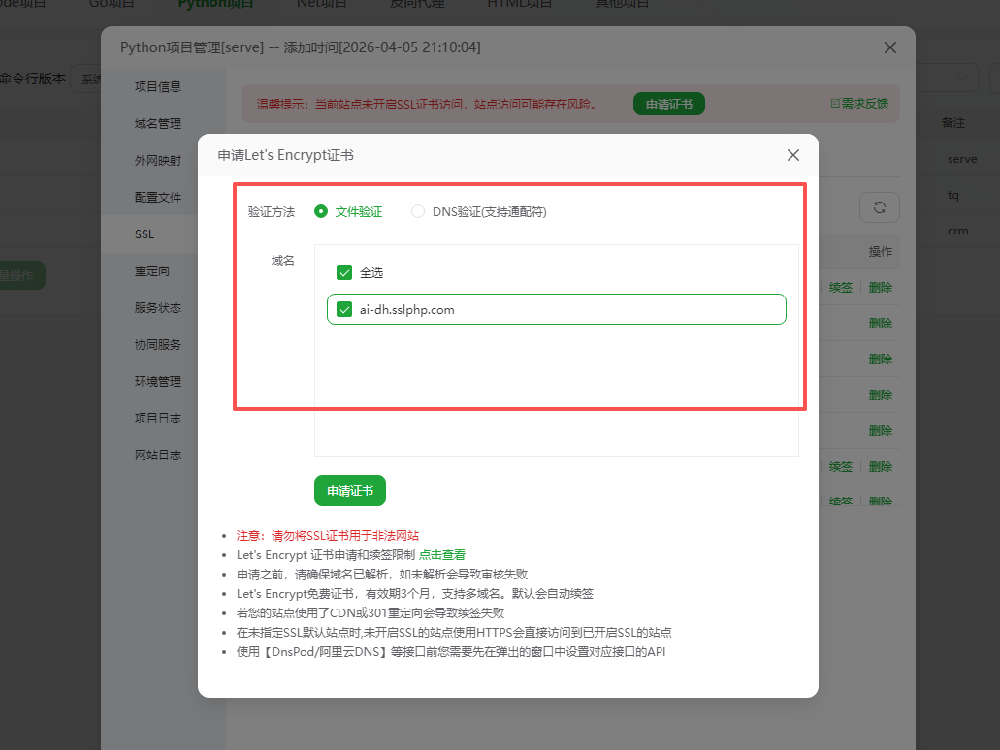 Go项目
Python项目
Net项目
反向代理
HTML项目
其他项目
Python项目管理[serve] -- 添加时间[2026-04-05 21:10:04]
命令行版本
项目信息
温馨提示：当前站点未开启SSL证书访问，站点访问可能存在风险。
申请证书
需求反馈
备注
域名管理
申请Let's Encrypt证书
外网映射
serve
配置文件
tq
验证方法
文件验证
DNS验证(支持通配符)
SSL
crm
操作
域名
重定向
全选
量操作
续签
删除
服务状态
ai-dh.sslphp.com
删除
协同服务
删除
环境管理
删除
项目日志
删除
网站日志
续签
删除
申请证书
续签
删除
注意：请勿将SSL证书用于非法网站
Let's Encrypt 证书申请和续签限制 点击查看
申请之前，请确保域名已解析，如未解析会导致审核失败
Let's Encrypt免费证书，有效期3个月，支持多域名。默认会自动续签
若您的站点使用了CDN或301重定向会导致续签失败
在未指定SSL默认站点时,未开启SSL的站点使用HTTPS会直接访问到已开启SSL的站点
使用【DnsPod/阿里云DNS】等接口前您需要先在弹出的窗口中设置对应接口的API